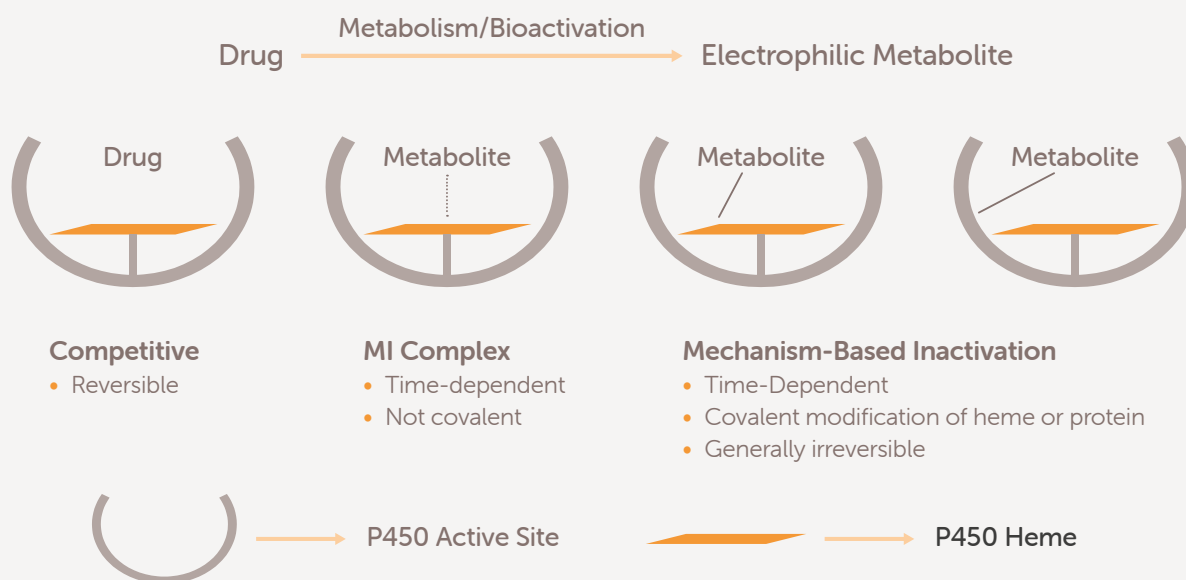 Metabolism/Bioactivation
Drug
Electrophilic Metabolite
Drug
Metabolite
Metabolite
Metabolite
Competitive
• Reversible
MI Complex
• Time-dependent
• Not covalent
Mechanism-Based Inactivation
• Time-Dependent
• Covalent modification of heme or protein
• Generally irreversible
P450 Active Site
P450 Heme